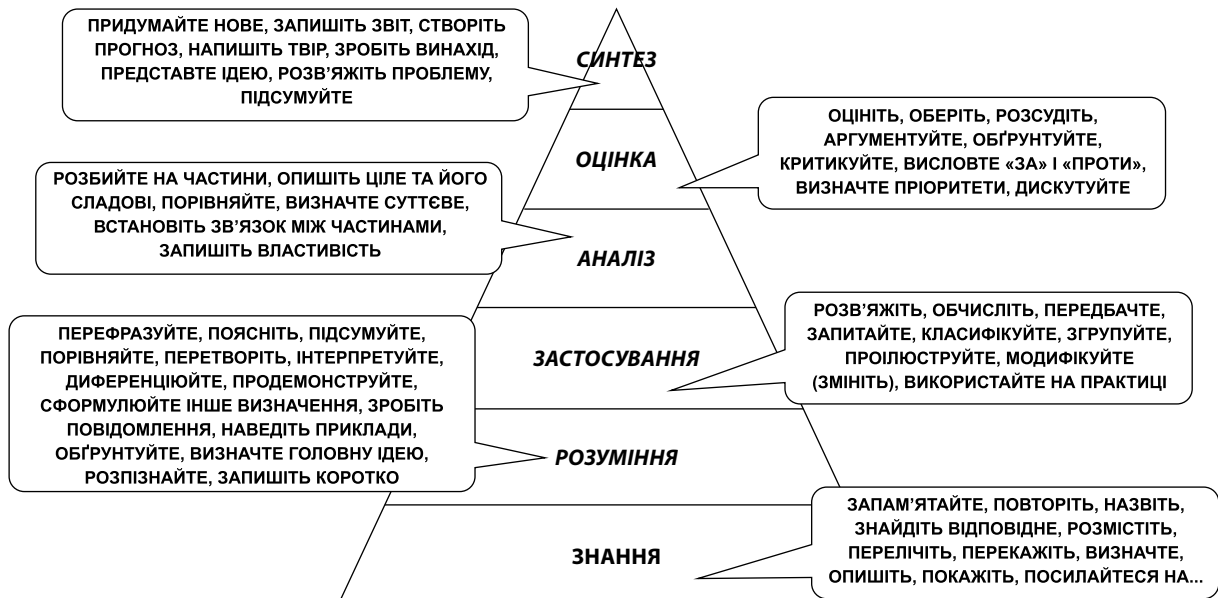 ПРИДУМАЙТЕ НОВЕ, ЗАПИШІТЬ ЗВІТ, СТВОРІТЬ
ПРОГНОЗ, НАПИШІТЬ ТВІР, ЗРОБІТЬ ВИНАХІД,
ПРЕДСТАВТЕ ІДЕЮ, РОЗВ’ЯЖІТЬ ПРОБЛЕМУ,
ПІДСУМУЙТЕ
СИНТЕЗ
ОЦІНІТЬ, ОБЕРІТЬ, РОЗСУДІТЬ,
АРГУМЕНТУЙТЕ, ОБҐРУНТУЙТЕ,
КРИТИКУЙТЕ, ВИСЛОВТЕ «ЗА» І «ПРОТИ»,
ВИЗНАЧТЕ ПРІОРИТЕТИ, ДИСКУТУЙТЕ
ОЦІНКА
РОЗБИЙТЕ НА ЧАСТИНИ, ОПИШІТЬ ЦІЛЕ ТА ЙОГО
СЛАДОВІ, ПОРІВНЯЙТЕ, ВИЗНАЧТЕ СУТТЄВЕ,
ВСТАНОВІТЬ ЗВ’ЯЗОК МІЖ ЧАСТИНАМИ,
ЗАПИШІТЬ ВЛАСТИВІСТЬ
АНАЛІЗ
РОЗВ’ЯЖІТЬ, ОБЧИСЛІТЬ, ПЕРЕДБАЧТЕ,
ЗАПИТАЙТЕ, КЛАСИФІКУЙТЕ, ЗГРУПУЙТЕ,
ПРОІЛЮСТРУЙТЕ, МОДИФІКУЙТЕ
(ЗМІНІТЬ), ВИКОРИСТАЙТЕ НА ПРАКТИЦІ
ЗАСТОСУВАННЯ
ПЕРЕФРАЗУЙТЕ, ПОЯСНІТЬ, ПІДСУМУЙТЕ,
ПОРІВНЯЙТЕ, ПЕРЕТВОРІТЬ, ІНТЕРПРЕТУЙТЕ,
ДИФЕРЕНЦІЮЙТЕ, ПРОДЕМОНСТРУЙТЕ,
СФОРМУЛЮЙТЕ ІНШЕ ВИЗНАЧЕННЯ, ЗРОБІТЬ
ПОВІДОМЛЕННЯ, НАВЕДІТЬ ПРИКЛАДИ,
ОБҐРУНТУЙТЕ, ВИЗНАЧТЕ ГОЛОВНУ ІДЕЮ,
РОЗПІЗНАЙТЕ, ЗАПИШІТЬ КОРОТКО
РОЗУМІННЯ
ЗАПАМ’ЯТАЙТЕ, ПОВТОРІТЬ, НАЗВІТЬ,
ЗНАЙДІТЬ ВІДПОВІДНЕ, РОЗМІСТІТЬ,
ПЕРЕЛІЧІТЬ, ПЕРЕКАЖІТЬ, ВИЗНАЧТЕ,
ОПИШІТЬ, ПОКАЖІТЬ, ПОСИЛАЙТЕСЯ НА...
ЗНАННЯ